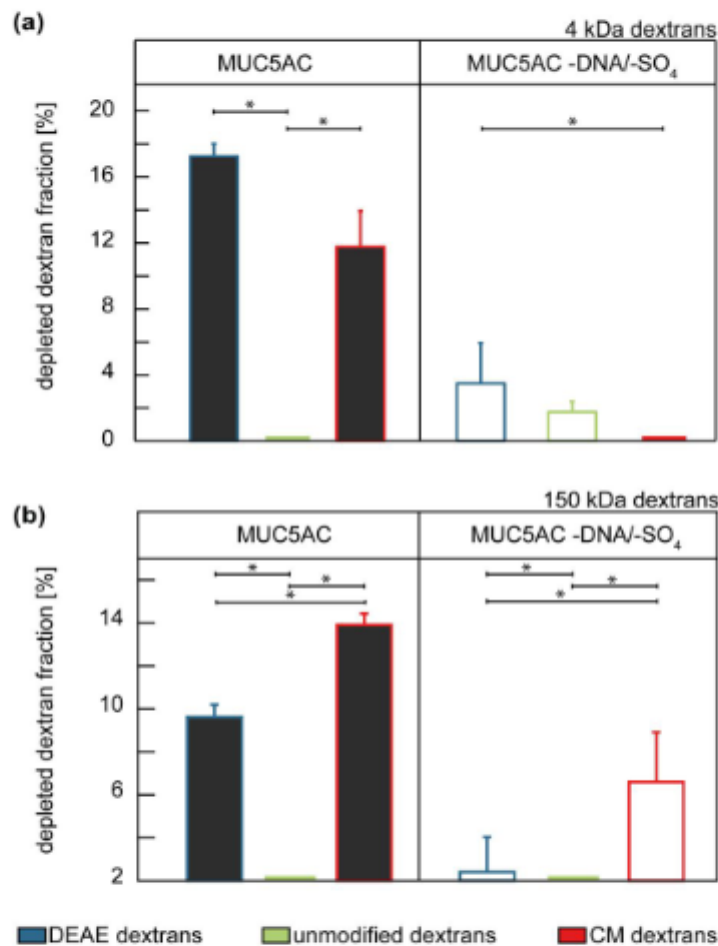 (a)
4 kDa dextrans
MUC5AC
MUC5AC -DNA/-SO₄
depleted dextran fraction [%]
20
16
12
8
4
0
*
*
*
(b)
150 kDa dextrans
MUC5AC
MUC5AC -DNA/-SO₄
depleted dextran fraction [%]
14
10
6
2
*
*
*
*
*
*
DEAE dextrans unmodified dextrans CM dextrans